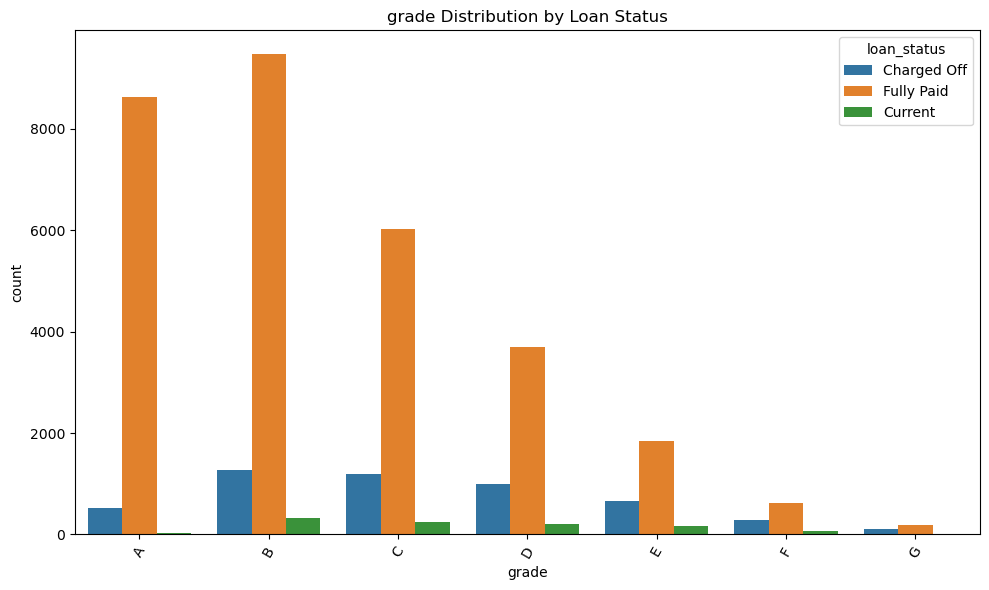 grade Distribution by Loan Status
loan_status
Charged Off
Fully Paid
Current
count
8000
6000
4000
2000
0
A
B
C
D
E
F
G
grade